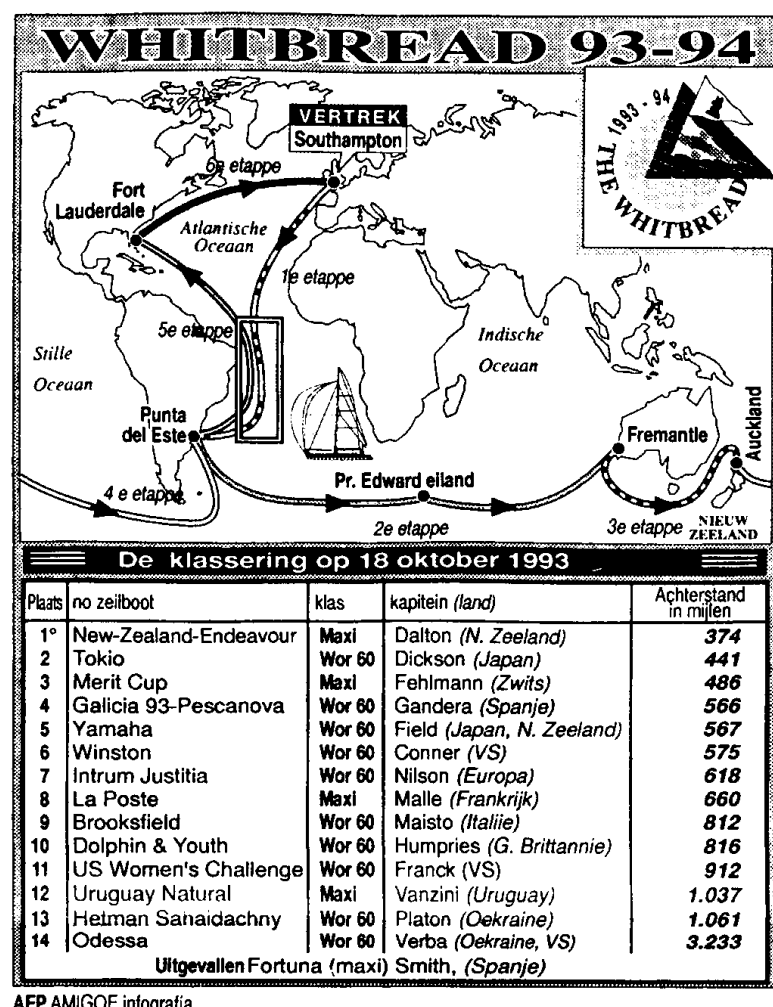 WHITBREAD 93-94
THE WHITBREAD 1993 - 94
VERTREK
Southampton
6e etappe
Fort
Lauderdale
Atlantische
Oceaan
1e etappe
5e etappe
Indische
Oceaan
Stille
Oceaan
Punta
del Este
Fremantle
Auckland
Pr. Edward eiland
4 e etappe
2e etappe
3e etappe
NIEUW
ZEELAND
De klassering op 18 oktober 1993
Plaats no zeilboot klas kapitein (land) Achterstand in mijlen
1° New-Zealand-Endeavour Maxi Dalton (N. Zeeland) 374
2 Tokio Wor 60 Dickson (Japan) 441
3 Merit Cup Maxi Fehlmann (Zwits) 486
4 Galicia 93-Pescanova Wor 60 Gandera (Spanje) 566
5 Yamaha Wor 60 Field (Japan, N. Zeeland) 567
6 Winston Wor 60 Conner (VS) 575
7 Intrum Justitia Wor 60 Nilson (Europa) 618
8 La Poste Maxi Malle (Frankrijk) 660
9 Brooksfield Wor 60 Maisto (Italiie) 812
10 Dolphin & Youth Wor 60 Humpries (G. Brittannie) 816
11 US Women's Challenge Wor 60 Franck (VS) 912
12 Uruguay Natural Maxi Vanzini (Uruguay) 1.037
13 Hetman Sahaidachny Wor 60 Platon (Oekraine) 1.061
14 Odessa Wor 60 Verba (Oekraine, VS) 3.233
Uitgevallen Fortuna (maxi) Smith, (Spanje)
AFP AMIGOE infografia